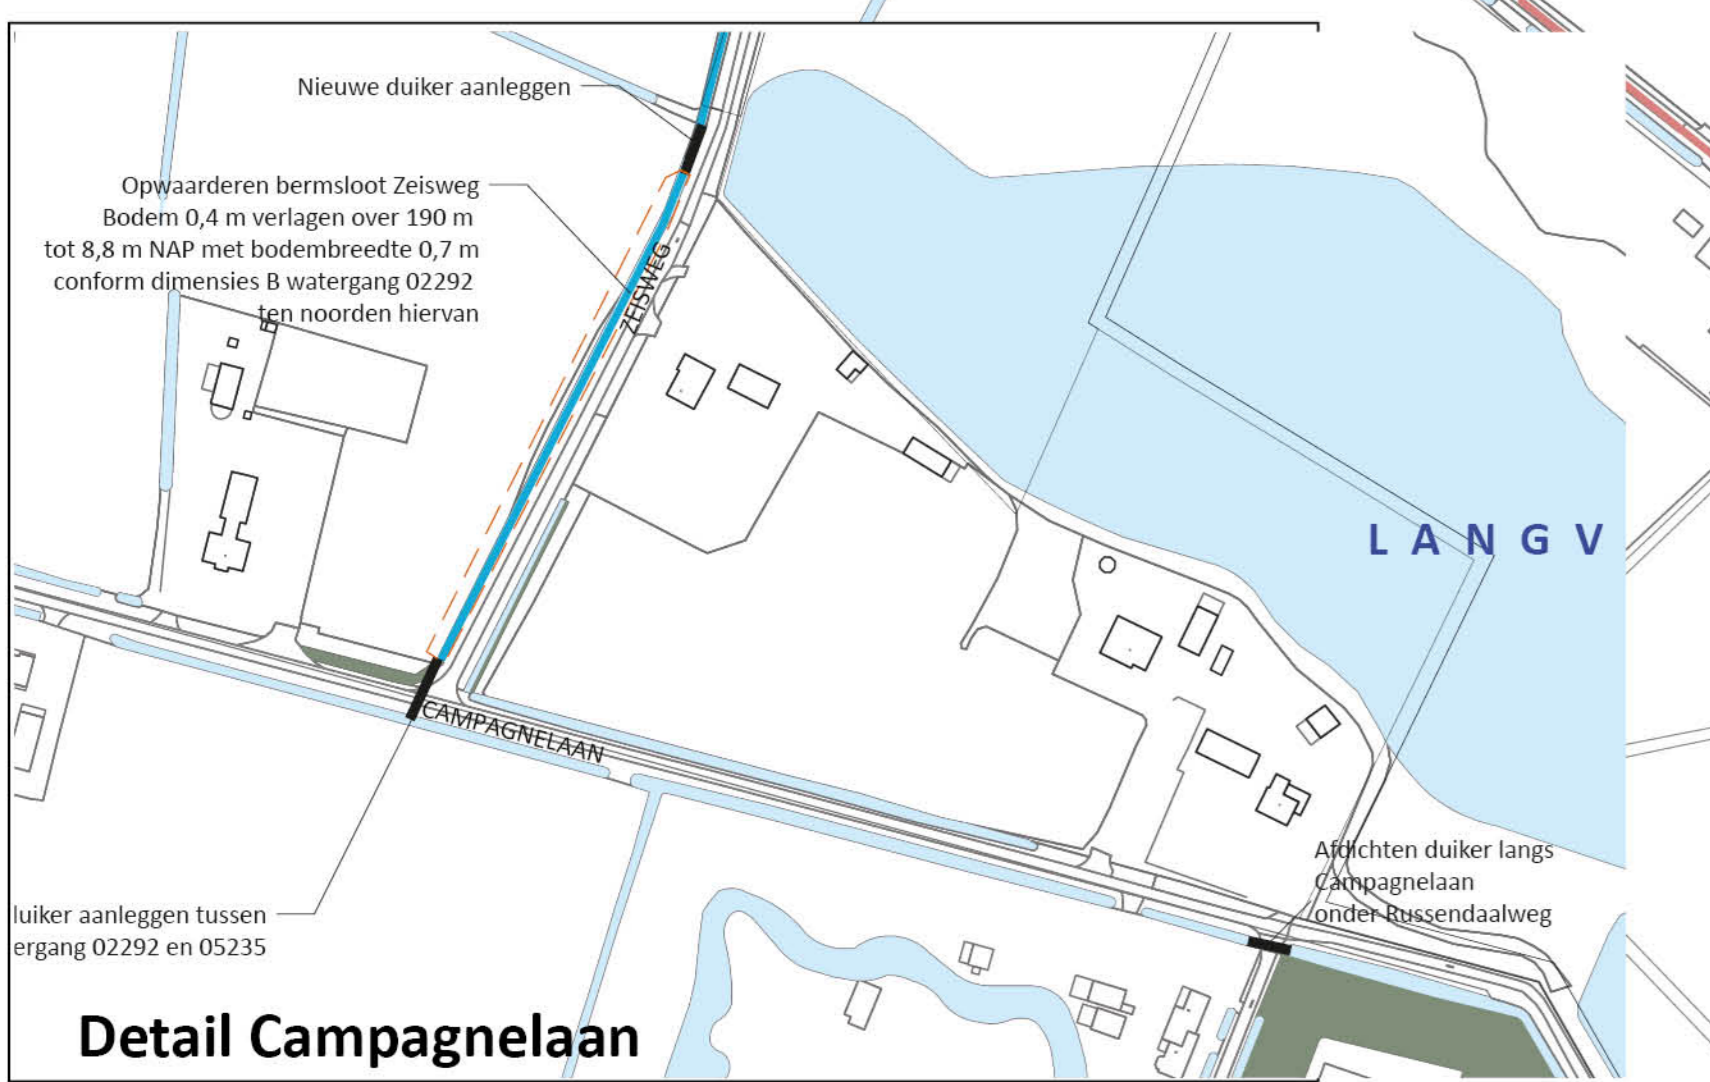 Nieuwe duiker aanleggen
Opwaarderen bermsloot Zeisweg
Bodem 0,4 m verlagen over 190 m
tot 8,8 m NAP met bodembreedte 0,7 m
conform dimensies B watergang 02292
ten noorden hiervan
ZEISWEG
L A N G V
CAMPAGNELAAN
Afdichten duiker langs
Campagnelaan
onder Russendaalweg
luiker aanleggen tussen
ergang 02292 en 05235
Detail Campagnelaan